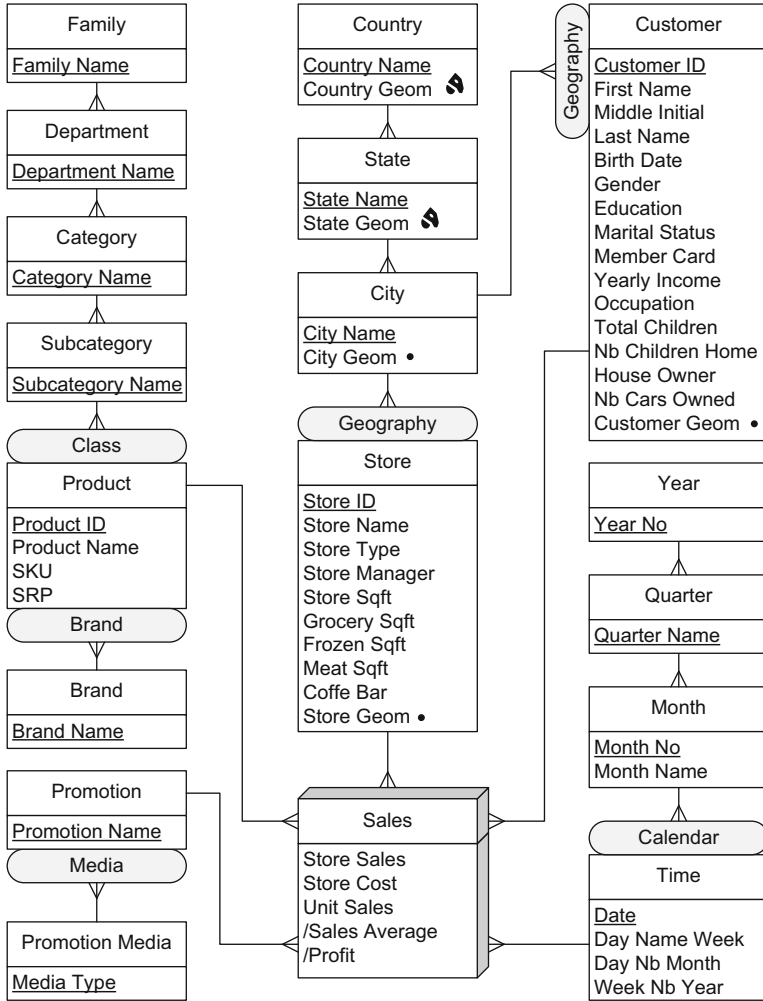 Family
Family Name
Department
Department Name
Category
Category Name
Subcategory
Subcategory Name
Class
Product
Product ID
Product Name
SKU
SRP
Brand
Brand
Brand Name
Promotion
Promotion Name
Media
Promotion Media
Media Type
Country
Country Name
Country Geom
State
State Name
State Geom
City
City Name
City Geom
Geography
Store
Store ID
Store Name
Store Type
Store Manager
Store Sqft
Grocery Sqft
Frozen Sqft
Meat Sqft
Coffe Bar
Store Geom
Sales
Store Sales
Store Cost
Unit Sales
/Sales Average
/Profit
Geography
Customer
Customer ID
First Name
Middle Initial
Last Name
Birth Date
Gender
Education
Marital Status
Member Card
Yearly Income
Occupation
Total Children
Nb Children Home
House Owner
Nb Cars Owned
Customer Geom
Year
Year No
Quarter
Quarter Name
Month
Month No
Month Name
Calendar
Time
Date
Day Name Week
Day Nb Month
Week Nb Year